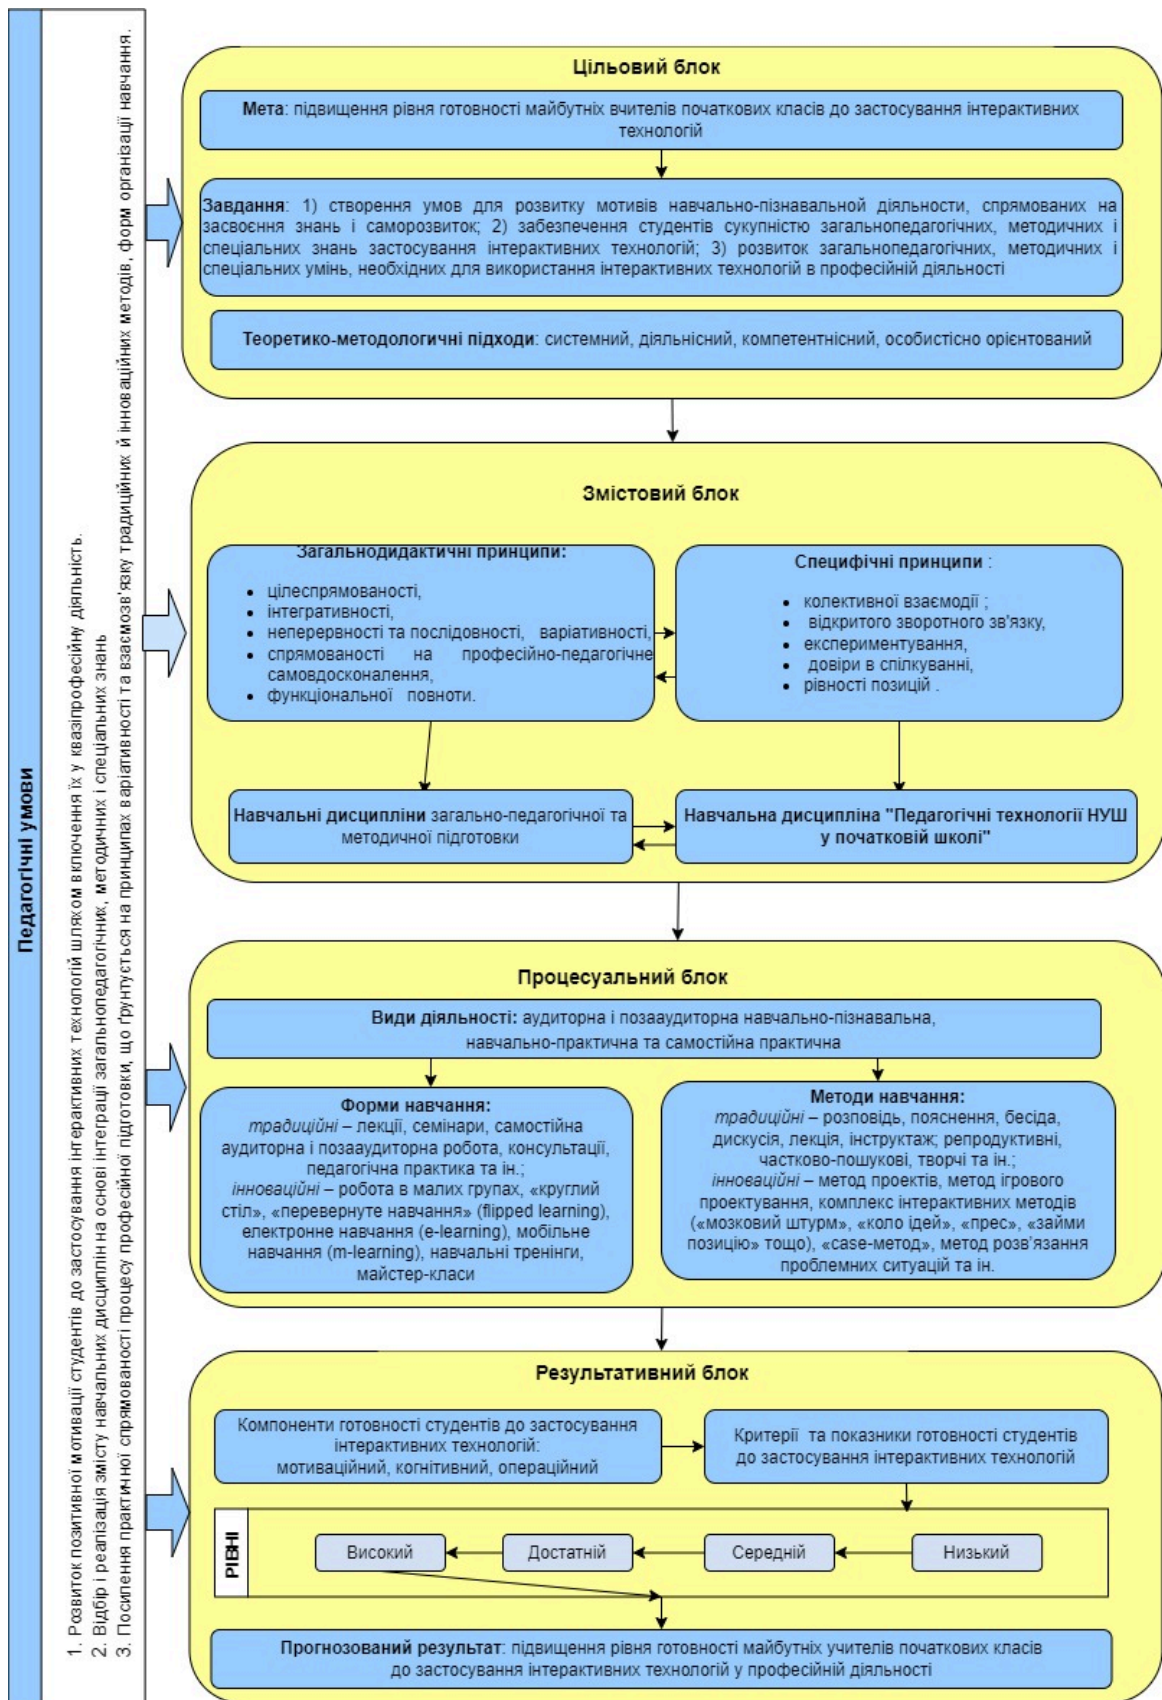 Педагогічні умови
1. Розвиток позитивної мотивації студентів до застосування інтерактивних технологій шляхом включення їх у квазіпрофесійну діяльність.
2. Відбір і реалізація змісту навчальних дисциплін на основі інтеграції загальнопедагогічних, методичних і спеціальних знань
3. Посилення практичної спрямованості процесу професійної підготовки, що ґрунтується на принципах варіативності та взаємозв'язку традиційних й інноваційних методів, форм організації навчання.
Цільовий блок
Мета: підвищення рівня готовності майбутніх вчителів початкових класів до застосування інтерактивних
технологій
Завдання: 1) створення умов для розвитку мотивів навчально-пізнавальної діяльности, спрямованих на
засвоєння знань і саморозвиток; 2) забезпечення студентів сукупністю загальнопедагогічних, методичних і
спеціальних знань застосування інтерактивних технологій; 3) розвиток загальнопедагогічних, методичних і
спеціальних умінь, необхідних для використання інтерактивних технологій в професійній діяльності
Теоретико-методологичні підходи: системний, діяльнісний, компетентнісний, особистісно орієнтований
Змістовий блок
Загальнодидактичні принципи:
• цілеспрямованості,
• інтегративності,
• неперервності та послідовності, варіативності,
• спрямованості на професійно-педагогічне
самовдосконалення,
• функціональної повноти.
Специфічні принципи :
• колективної взаємодії ;
• відкритого зворотного зв'язку,
• експериментування,
• довіри в спілкуванні,
• рівності позицій .
Навчальні дисципліни загально-педагогічної та
методичної підготовки
Навчальна дисципліна "Педагогічні технології НУШ
у початковій школі"
Процесуальний блок
Види діяльності: аудиторна і позааудиторна навчально-пізнавальна,
навчально-практична та самостійна практична
Форми навчання:
традиційні – лекції, семінари, самостійна
аудиторна і позааудиторна робота, консультації,
педагогічна практика та ін.;
інноваційні – робота в малих групах, «круглий
стіл», «перевернуте навчання» (flipped learning),
електронне навчання (e-learning), мобільне
навчання (m-learning), навчальні тренінги,
майстер-класи
Методи навчання:
традиційні – розповідь, пояснення, бесіда,
дискусія, лекція, інструктаж; репродуктивні,
частково-пошукові, творчі та ін.;
інноваційні – метод проектів, метод ігрового
проектування, комплекс інтерактивних методів
(«мозковий штурм», «коло ідей», «прес», «займи
позицію» тощо), «case-метод», метод розв'язання
проблемних ситуацій та ін.
Результативний блок
Компоненти готовності студентів до застосування
інтерактивних технологій:
мотиваційний, когнітивний, операційний
Критерії та показники готовності студентів
до застосування інтерактивних технологій
РІВНІ
Високий
Достатній
Середній
Низький
Прогнозований результат: підвищення рівня готовності майбутніх учителів початкових класів
до застосування інтерактивних технологій у професійній діяльності